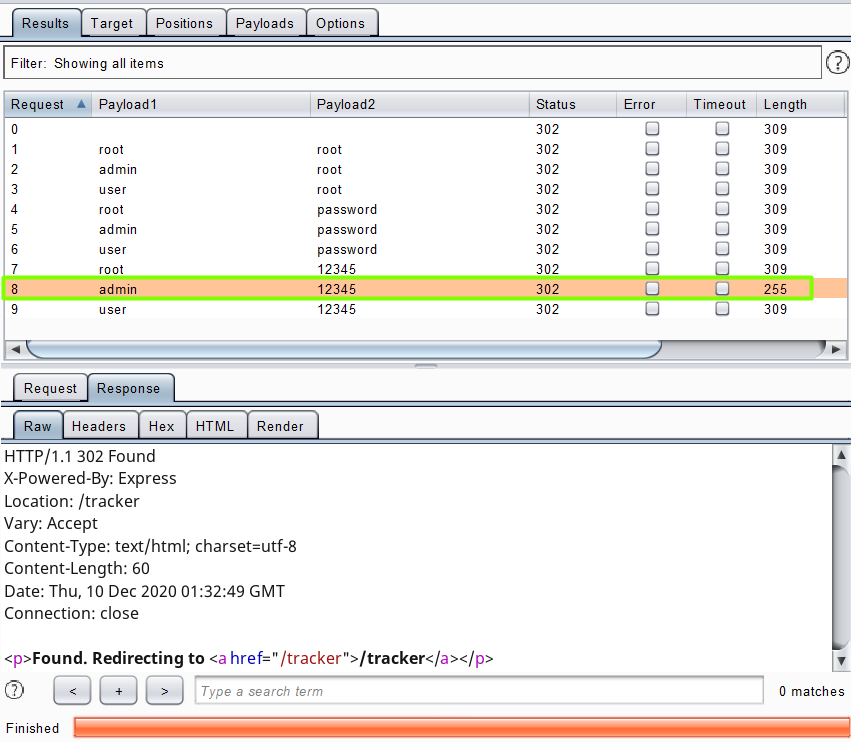 Results Target Positions Payloads Options
Filter: Showing all items ?
Request Payload1 Payload2 Status Error Timeout Length
0 302 309
1 root root 302 309
2 admin root 302 309
3 user root 302 309
4 root password 302 309
5 admin password 302 309
6 user password 302 309
7 root 12345 302 309
8 admin 12345 302 255
9 user 12345 302 309
Request Response
Raw Headers Hex HTML Render
HTTP/1.1 302 Found
X-Powered-By: Express
Location: /tracker
Vary: Accept
Content-Type: text/html; charset=utf-8
Content-Length: 60
Date: Thu, 10 Dec 2020 01:32:49 GMT
Connection: close
<p>Found. Redirecting to <a href="/tracker">/tracker</a></p>
? < + > Type a search term 0 matches
Finished